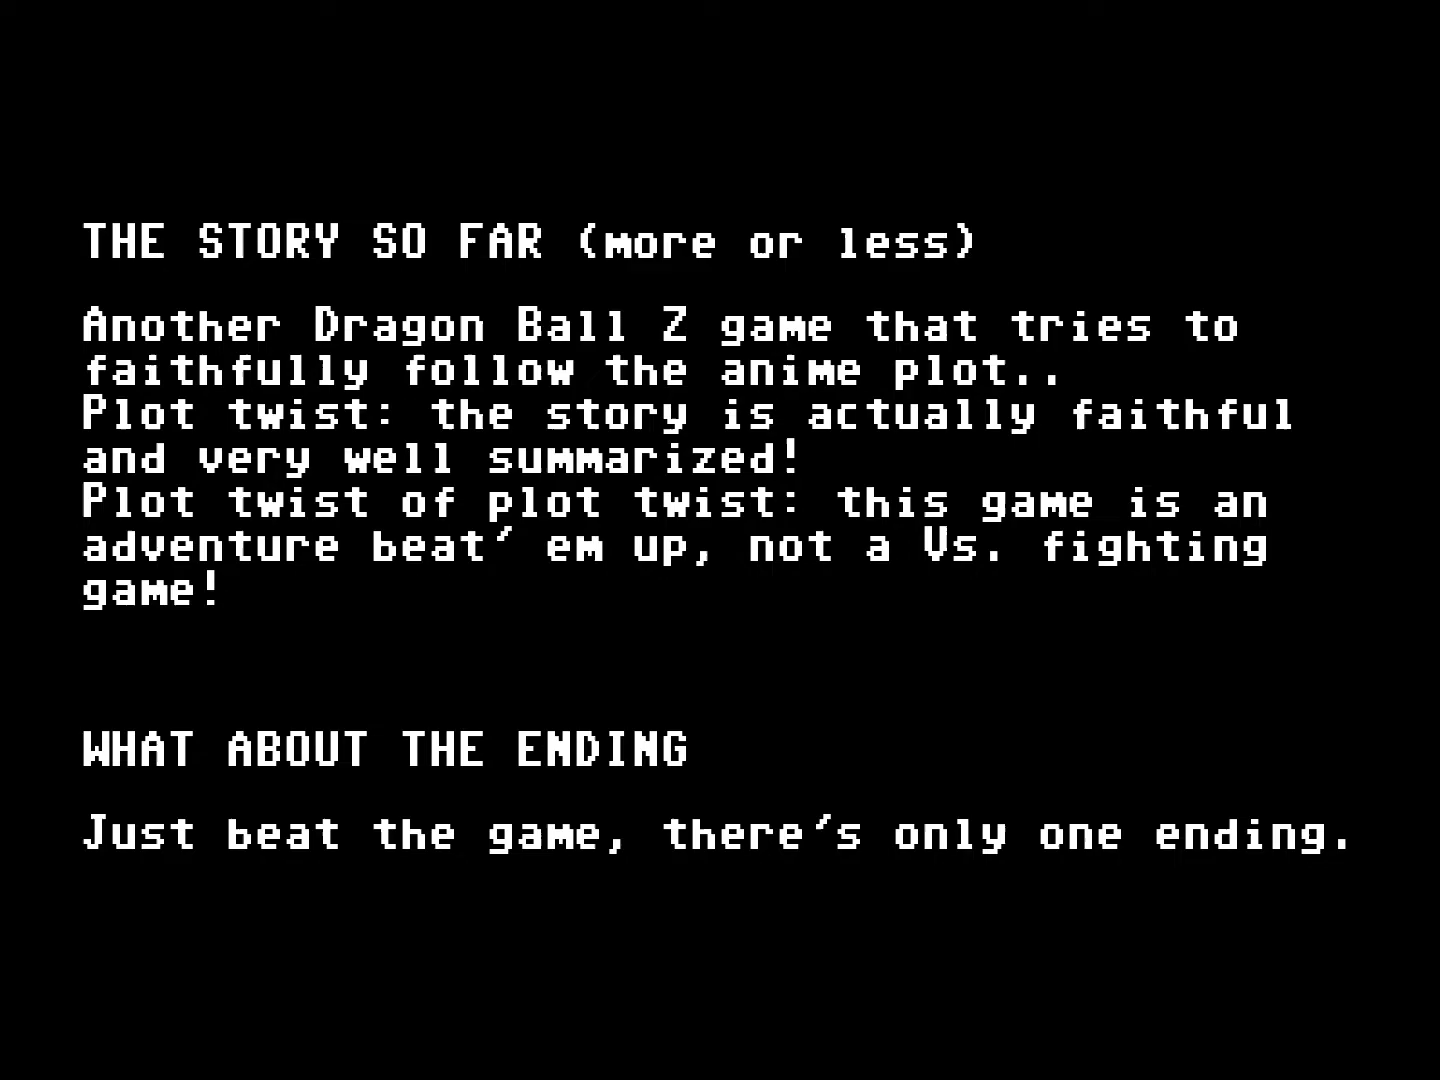 THE STORY SO FAR (more or less)
Another Dragon Ball Z game that tries to
faithfully follow the anime plot..
Plot twist: the story is actually faithful
and very well summarized!
Plot twist of plot twist: this game is an
adventure beat' em up, not a Vs. fighting
game!
WHAT ABOUT THE ENDING
Just beat the game, there's only one ending.